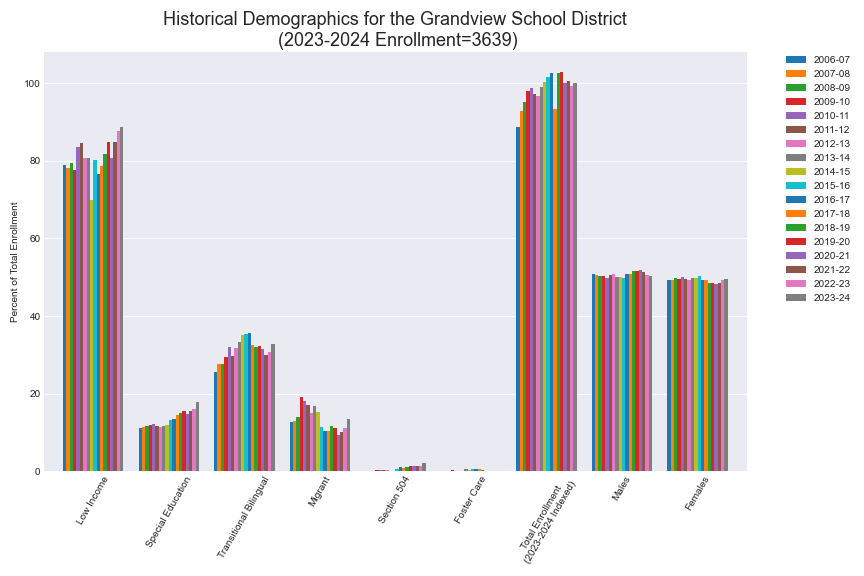 Historical Demographics for the Grandview School District
(2023-2024 Enrollment=3639)
Percent of Total Enrollment
100
80
60
40
20
0
Low Income
Special Education
Transitional Bilingual
Migrant
Section 504
Foster Care
Total Enrollment
(2023-2024 Indexed)
Males
Females
2006-07
2007-08
2008-09
2009-10
2010-11
2011-12
2012-13
2013-14
2014-15
2015-16
2016-17
2017-18
2018-19
2019-20
2020-21
2021-22
2022-23
2023-24